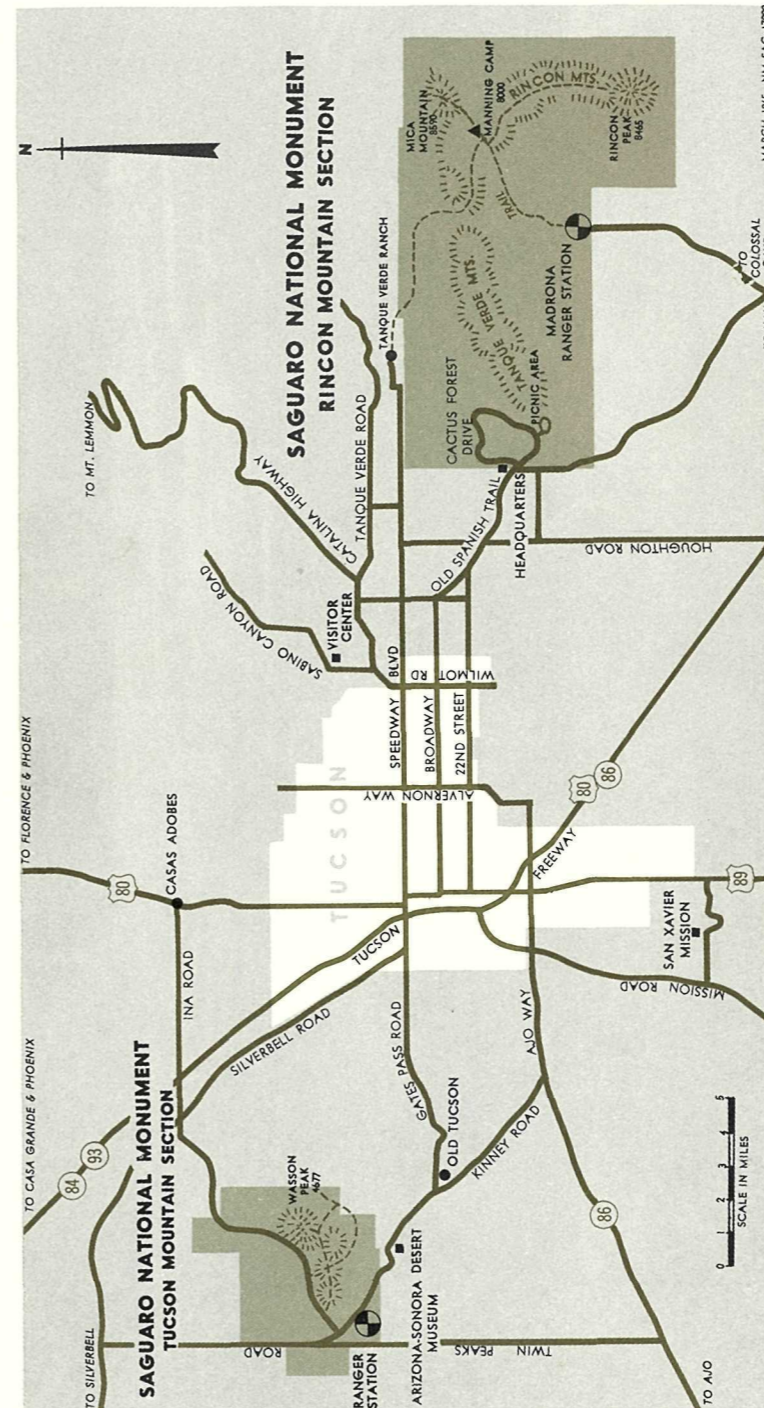 N
SAGUARO NATIONAL MONUMENT
RINCON MOUNTAIN SECTION
SAGUARO NATIONAL MONUMENT
TUCSON MOUNTAIN SECTION
TO SILVERBELL
TO CASA GRANDE & PHOENIX
84
93
TO FLORENCE & PHOENIX
80
CASAS ADOBES
INA ROAD
SILVERBELL ROAD
TUCSON
FREEWAY
TUCSON
WASSON
PEAK
4677
ROAD
TWIN PEAKS
RANGER
STATION
ARIZONA-SONORA DESERT
MUSEUM
OLD TUCSON
GATES PASS ROAD
KINNEY ROAD
AJO WAY
86
TO AJO
0 1 2 3 4 5
SCALE IN MILES
MISSION ROAD
SAN XAVIER
MISSION
89
80
86
ALVERNON WAY
SPEEDWAY BLVD
BROADWAY
22ND STREET
WILMOT RD
SABINO CANYON ROAD
VISITOR
CENTER
TO MT. LEMMON
CATALINA HIGHWAY
TANQUE VERDE ROAD
TANQUE VERDE RANCH
OLD SPANISH TRAIL
HEADQUARTERS
HOUGHTON ROAD
CACTUS FOREST
DRIVE
PICNIC AREA
TANQUE VERDE MTS.
MADRONA
RANGER STATION
TRAIL
MICA
MOUNTAIN
8590
MANNING CAMP
8000
RINCON MTS.
RINCON
PEAK
8465
TO
COLOSSAL